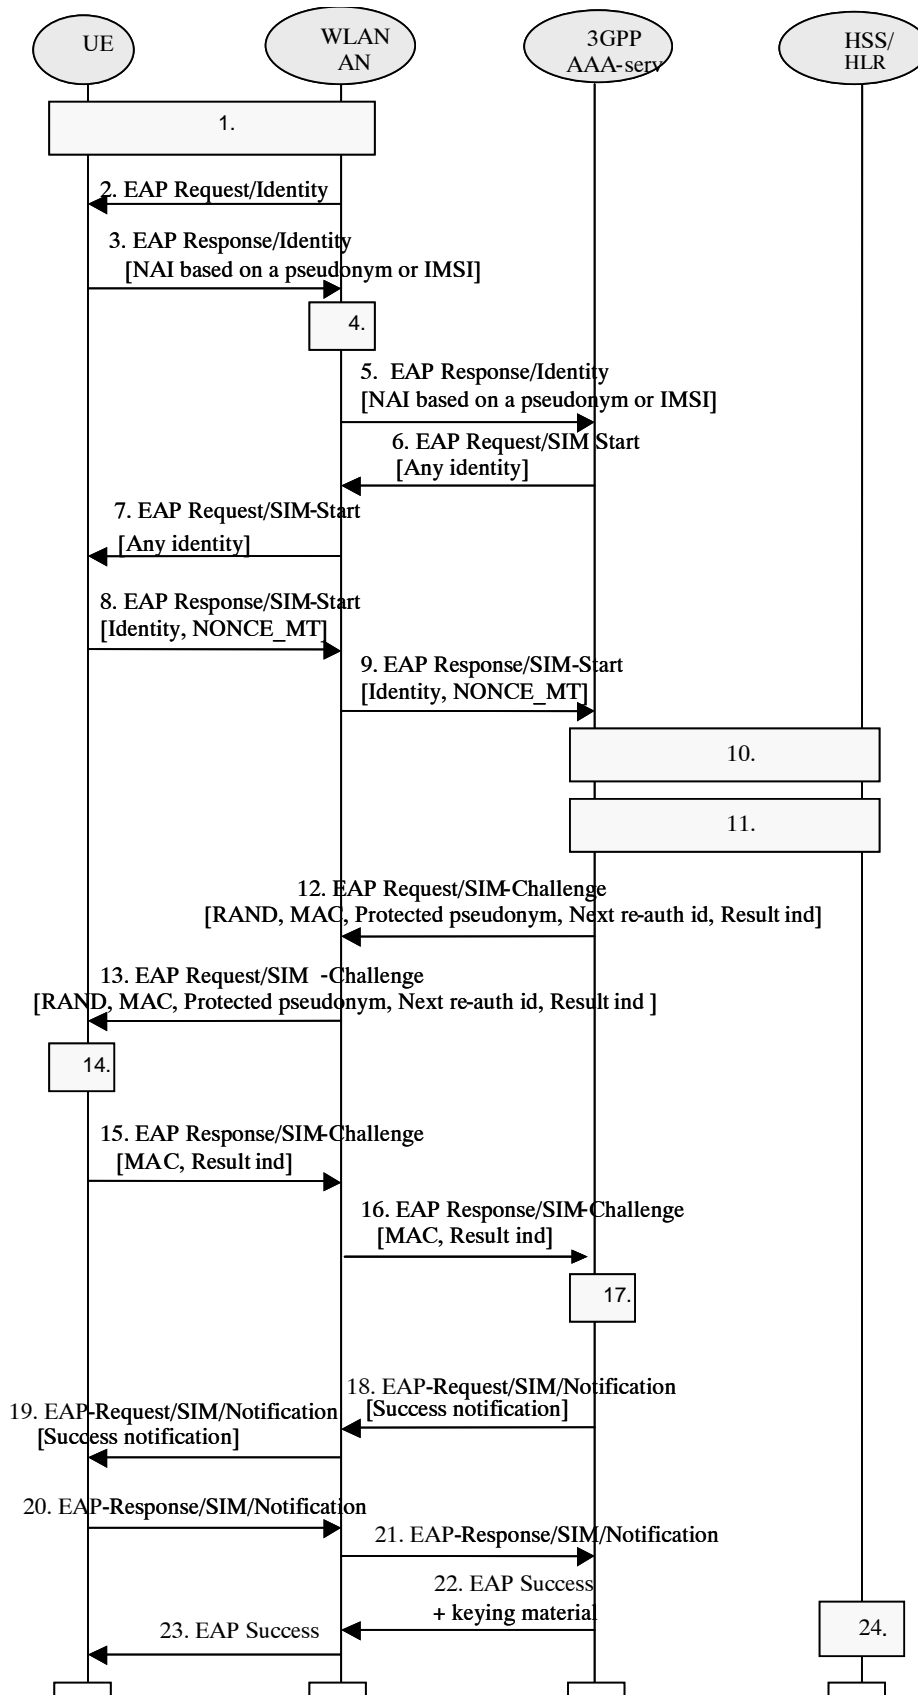 UE
WLAN
AN
3GPP
AAA-serv
HSS/
HLR
1.
2. EAP Request/Identity
3. EAP Response/Identity
[NAI based on a pseudonym or IMSI]
4.
5. EAP Response/Identity
[NAI based on a pseudonym or IMSI]
6. EAP Request/SIM Start
[Any identity]
7. EAP Request/SIM-Start
[Any identity]
8. EAP Response/SIM-Start
[Identity, NONCE_MT]
9. EAP Response/SIM-Start
[Identity, NONCE_MT]
10.
11.
12. EAP Request/SIM-Challenge
[RAND, MAC, Protected pseudonym, Next re-auth id, Result ind]
13. EAP Request/SIM -Challenge
[RAND, MAC, Protected pseudonym, Next re-auth id, Result ind ]
14.
15. EAP Response/SIM-Challenge
[MAC, Result ind]
16. EAP Response/SIM-Challenge
[MAC, Result ind]
17.
18. EAP-Request/SIM/Notification
[Success notification]
19. EAP-Request/SIM/Notification
[Success notification]
20. EAP-Response/SIM/Notification
21. EAP-Response/SIM/Notification
22. EAP Success
+ keying material
23. EAP Success
24.